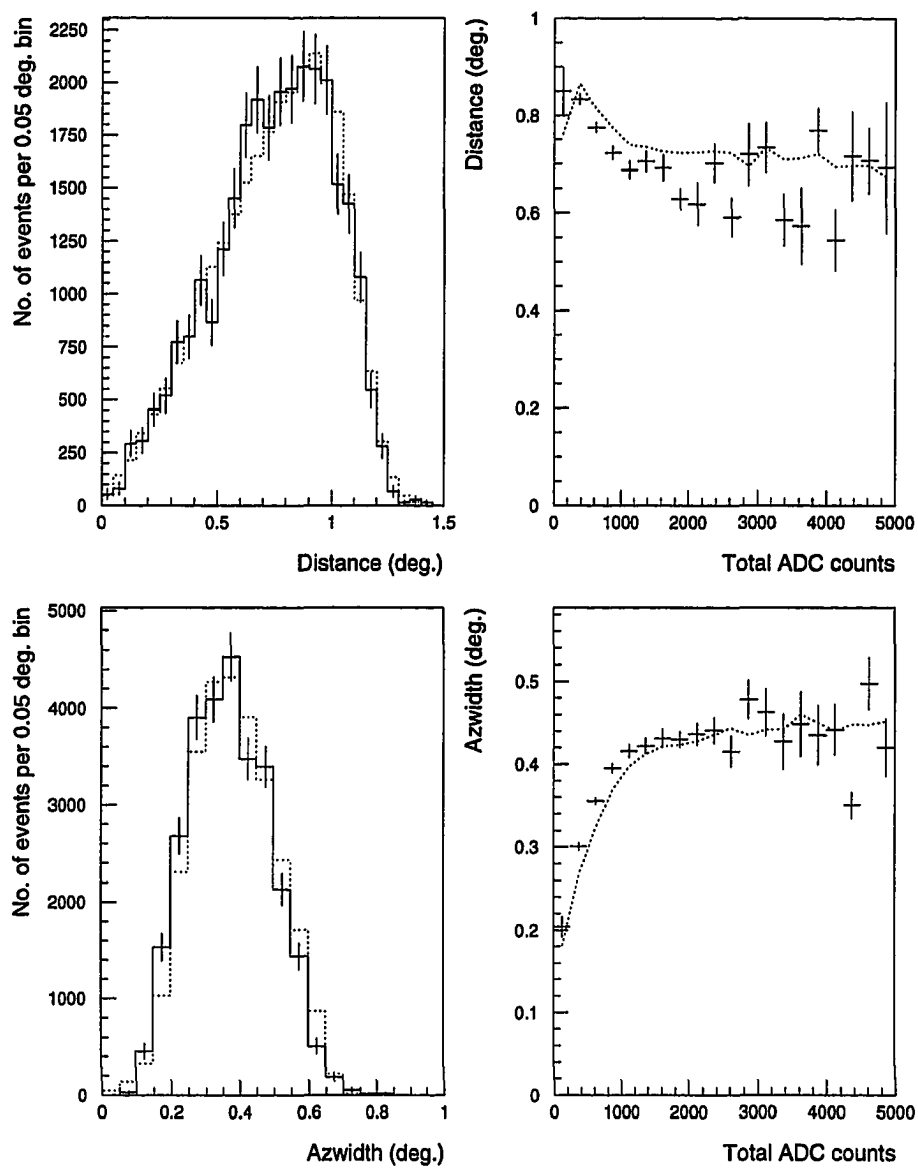 No. of events per 0.05 deg. bin
2250
2000
1750
1500
1250
1000
750
500
250
0
0 0.5 1 1.5
Distance (deg.)
Distance (deg.)
1
0.8
0.6
0.4
0.2
0
0 1000 2000 3000 4000 5000
Total ADC counts
No. of events per 0.05 deg. bin
5000
4000
3000
2000
1000
0
0 0.2 0.4 0.6 0.8 1
Azwidth (deg.)
Azwidth (deg.)
0.5
0.4
0.3
0.2
0.1
0
0 1000 2000 3000 4000 5000
Total ADC counts